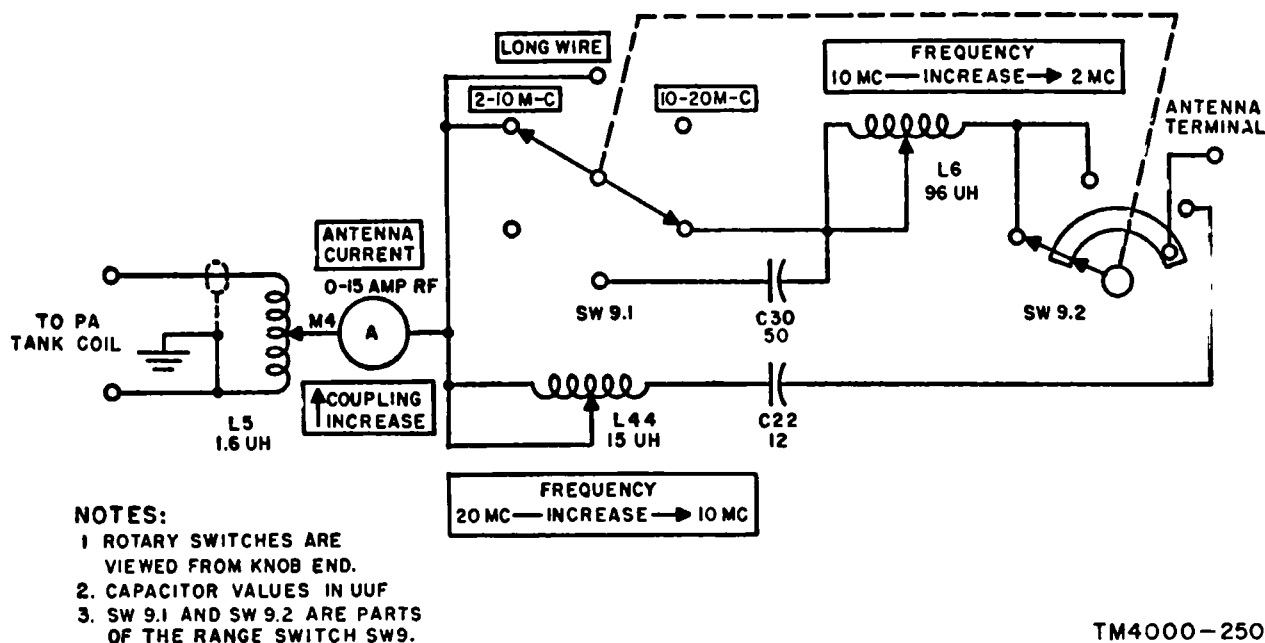 LONG WIRE
2-10 M-C
10-20M-C
FREQUENCY
10 MC — INCREASE → 2 MC
ANTENNA
TERMINAL
L6
96 UH
ANTENNA
CURRENT
0-15 AMP RF
M4
A
TO PA
TANK COIL
SW 9.1
C30
50
SW 9.2
L5
1.6 UH
↑ COUPLING
INCREASE
L44
15 UH
C22
12
FREQUENCY
20 MC — INCREASE → 10 MC
NOTES:
1 ROTARY SWITCHES ARE
VIEWED FROM KNOB END.
2. CAPACITOR VALUES IN UUF
3. SW 9.1 AND SW 9.2 ARE PARTS
OF THE RANGE SWITCH SW9.
TM4000-250